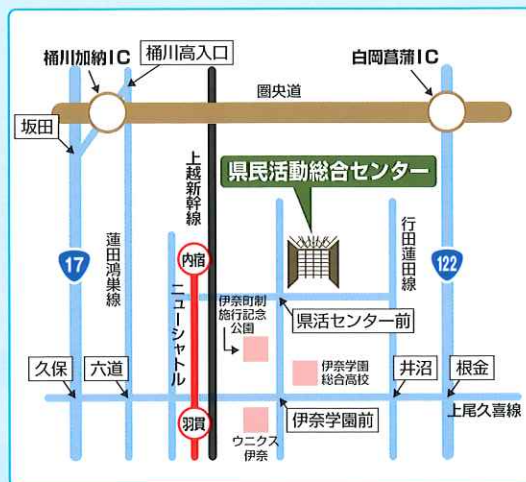 桶川加納IC
桶川高入口
白岡菖蒲IC
圏央道
坂田
上越新幹線
県民活動総合センター
17
蓮田鴻巣線
内宿
行田蓮田線
122
ニューシャトル
伊奈町制
施行記念
公園
県活センター前
久保
六道
伊奈学園
総合高校
井沼
根金
上尾久喜線
羽貫
ウニクス
伊奈
伊奈学園前